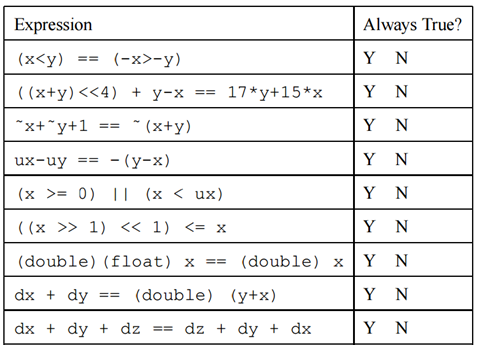 Expression Always True?
(x<y) == (-x>-y) Y N
((x+y)<<4) + y-x == 17*y+15*x Y N
~x+~y+1 == ~(x+y) Y N
ux-uy == -(y-x) Y N
(x >= 0) || (x < ux) Y N
((x >> 1) << 1) <= x Y N
(double)(float) x == (double) x Y N
dx + dy == (double) (y+x) Y N
dx + dy + dz == dz + dy + dx Y N